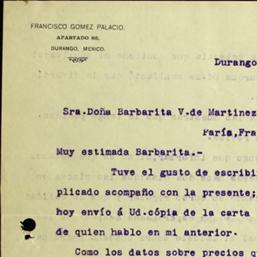 FRANCISCO GOMEZ PALACIO.
APARTADO 82,
DURANGO, MEXICO.
Durango
Sra.Doña Barbarita V.de Martinez
París,Fra
Muy estimada Barbarita.-
Tuve el gusto de escribi
plicado acompaño con la presente;
hoy envío á Ud.cópia de la carta
de quien hablo en mi anterior.
Como los datos sobre precios q